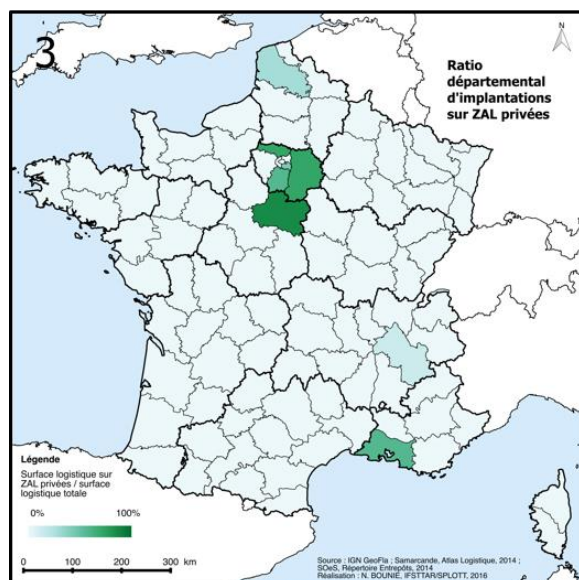 3
N
Ratio
départemental
d'implantations
sur ZAL privées
Légende
Surface logistique sur
ZAL privées / surface
logistique totale
0% 100%
0 100 200 300 km
Source : IGN GeoFla ; Samarcande, Atlas Logistique, 2014 ;
SOeS, Répertoire Entrepôts, 2014
Réalisation : N. BOUNIE, IFSTTAR/SPLOTT, 2016